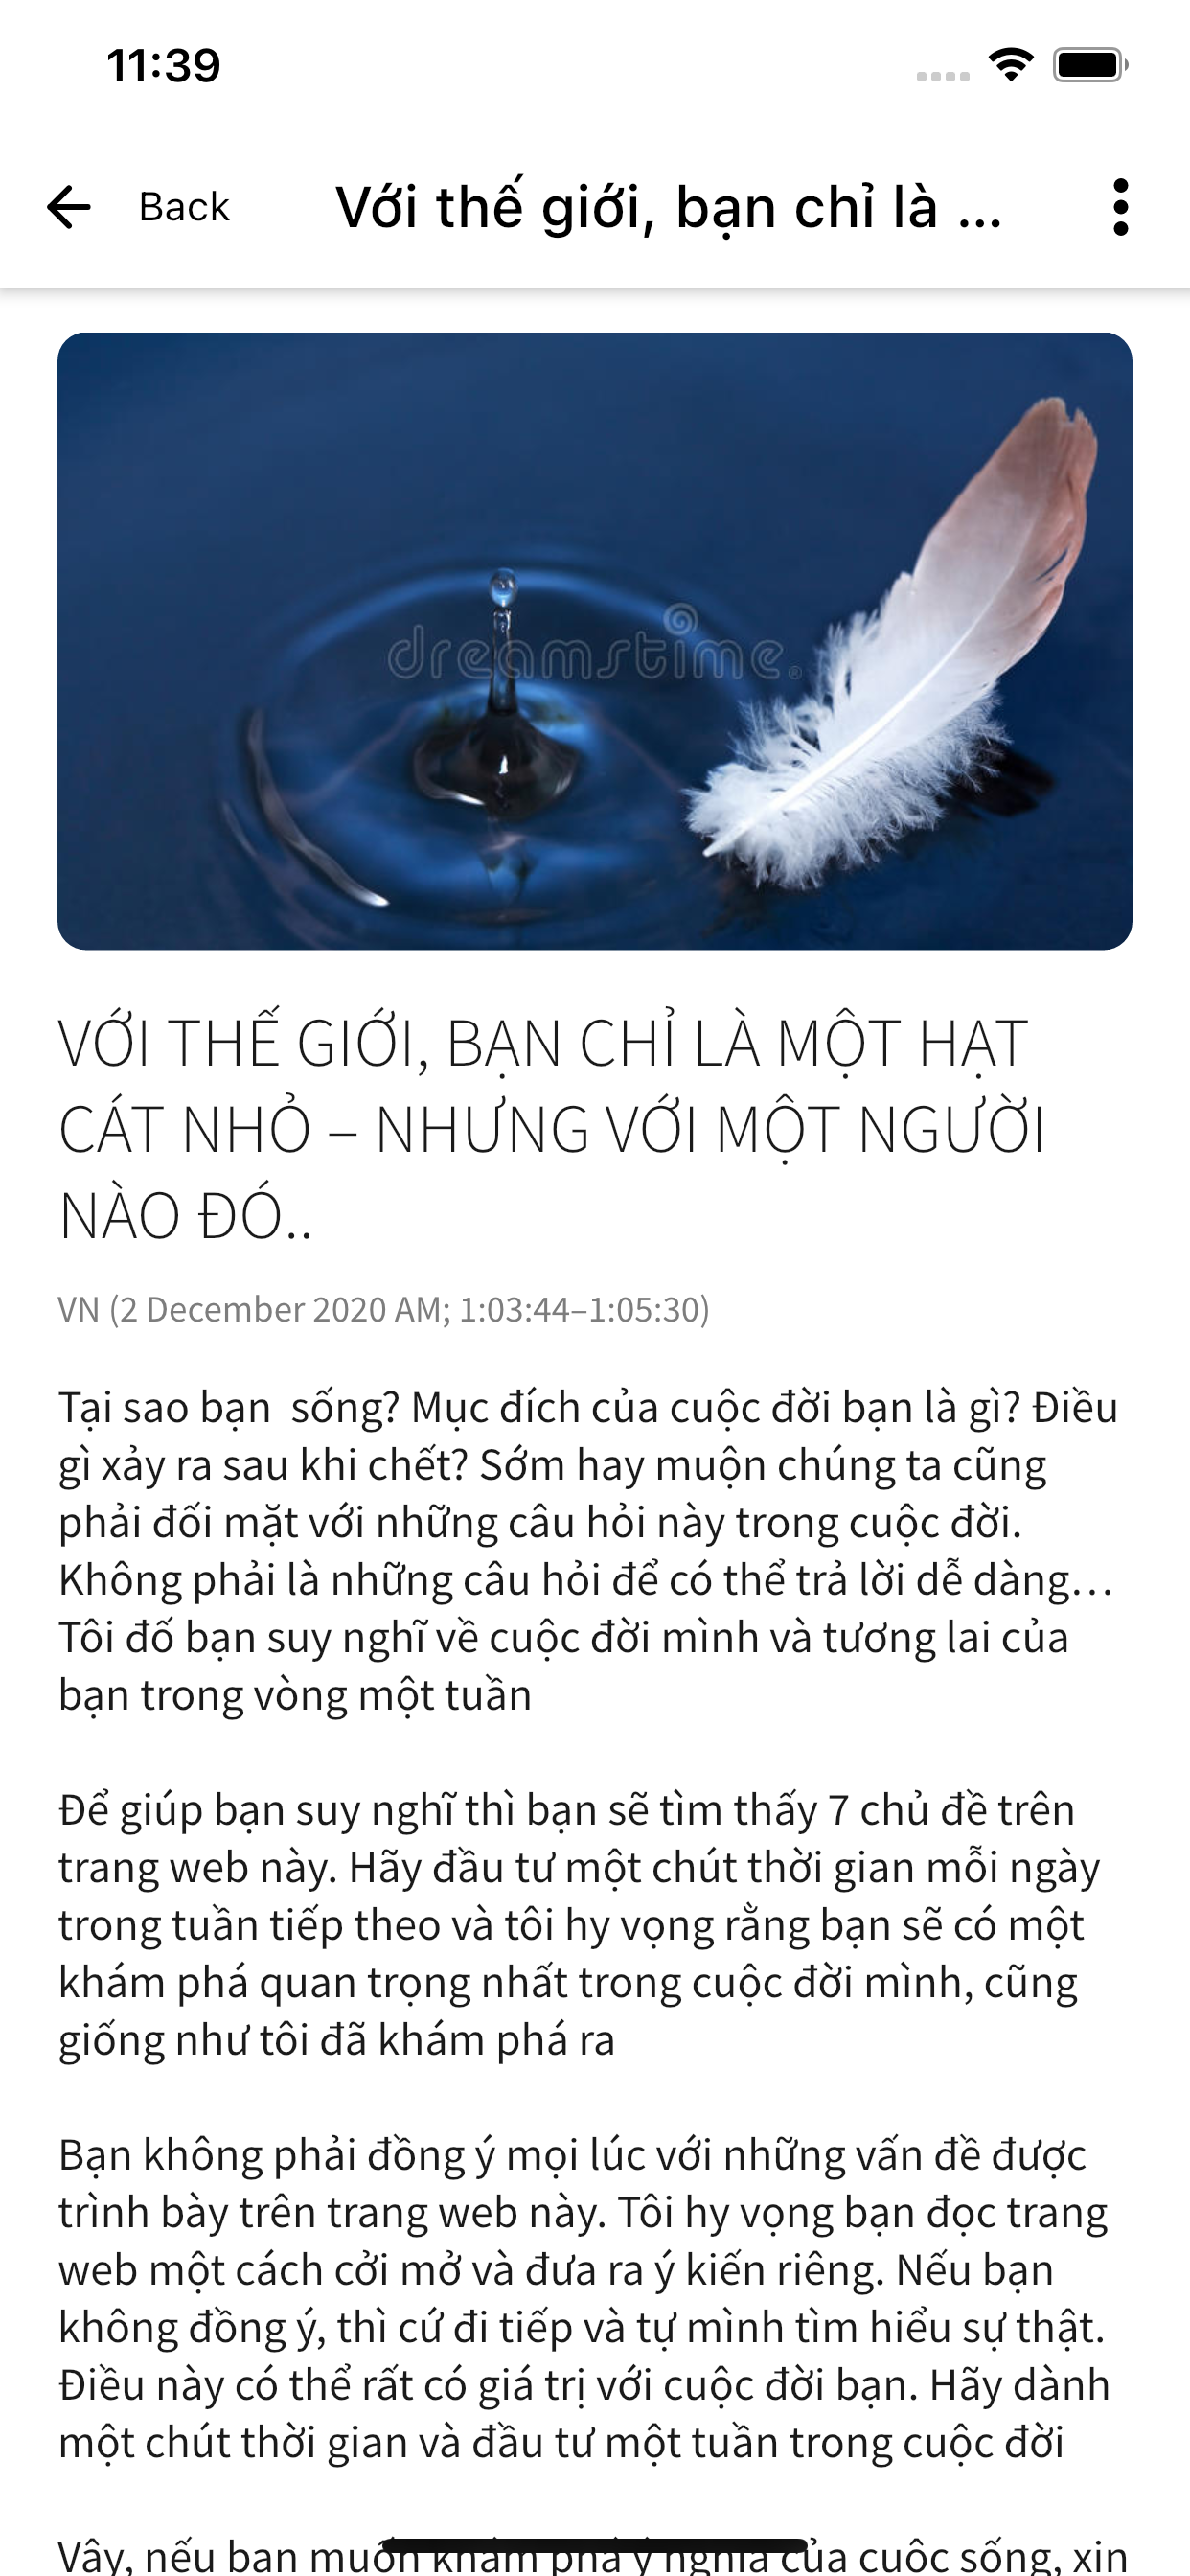 11:39
Back
Với thế giới, bạn chỉ là ...
dreamstime®
VỚI THẾ GIỚI, BẠN CHỈ LÀ MỘT HẠT
CÁT NHỎ – NHƯNG VỚI MỘT NGƯỜI
NÀO ĐÓ..
VN (2 December 2020 AM; 1:03:44–1:05:30)
Tại sao bạn  sống? Mục đích của cuộc đời bạn là gì? Điều
gì xảy ra sau khi chết? Sớm hay muộn chúng ta cũng
phải đối mặt với những câu hỏi này trong cuộc đời.
Không phải là những câu hỏi để có thể trả lời dễ dàng…
Tôi đố bạn suy nghĩ về cuộc đời mình và tương lai của
bạn trong vòng một tuần
Để giúp bạn suy nghĩ thì bạn sẽ tìm thấy 7 chủ đề trên
trang web này. Hãy đầu tư một chút thời gian mỗi ngày
trong tuần tiếp theo và tôi hy vọng rằng bạn sẽ có một
khám phá quan trọng nhất trong cuộc đời mình, cũng
giống như tôi đã khám phá ra
Bạn không phải đồng ý mọi lúc với những vấn đề được
trình bày trên trang web này. Tôi hy vọng bạn đọc trang
web một cách cởi mở và đưa ra ý kiến riêng. Nếu bạn
không đồng ý, thì cứ đi tiếp và tự mình tìm hiểu sự thật.
Điều này có thể rất có giá trị với cuộc đời bạn. Hãy dành
một chút thời gian và đầu tư một tuần trong cuộc đời
Vậy, nếu bạn muốn khám phá ý nghĩa của cuộc sống, xin